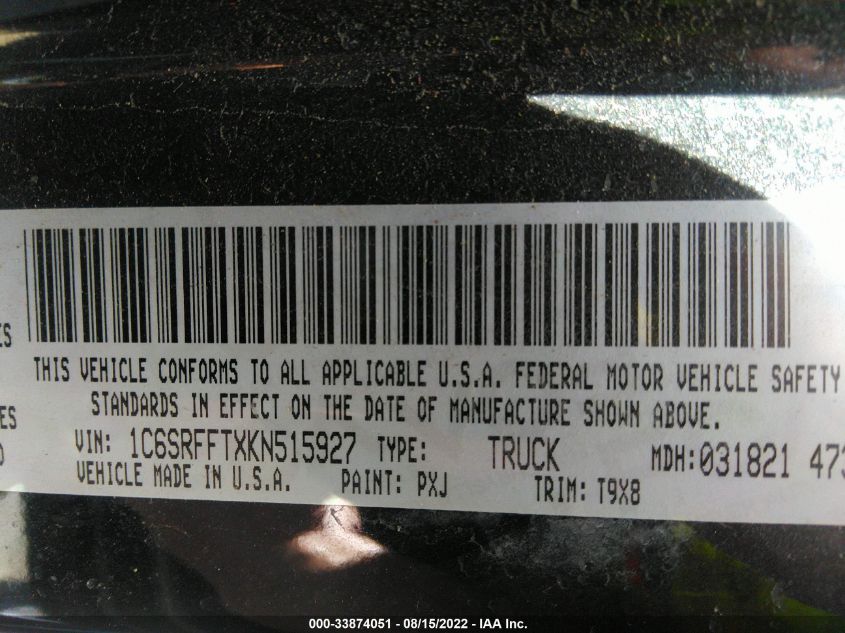 THIS VEHICLE CONFORMS TO ALL APPLICABLE U.S.A. FEDERAL MOTOR VEHICLE SAFETY
STANDARDS IN EFFECT ON THE DATE OF MANUFACTURE SHOWN ABOVE.
VIN: 1C6SRFFTXKN515927 TYPE: TRUCK MDH:031821 473
VEHICLE MADE IN U.S.A. PAINT: PXJ TRIM: T9X8
000-33874051 - 08/15/2022 - IAA Inc.